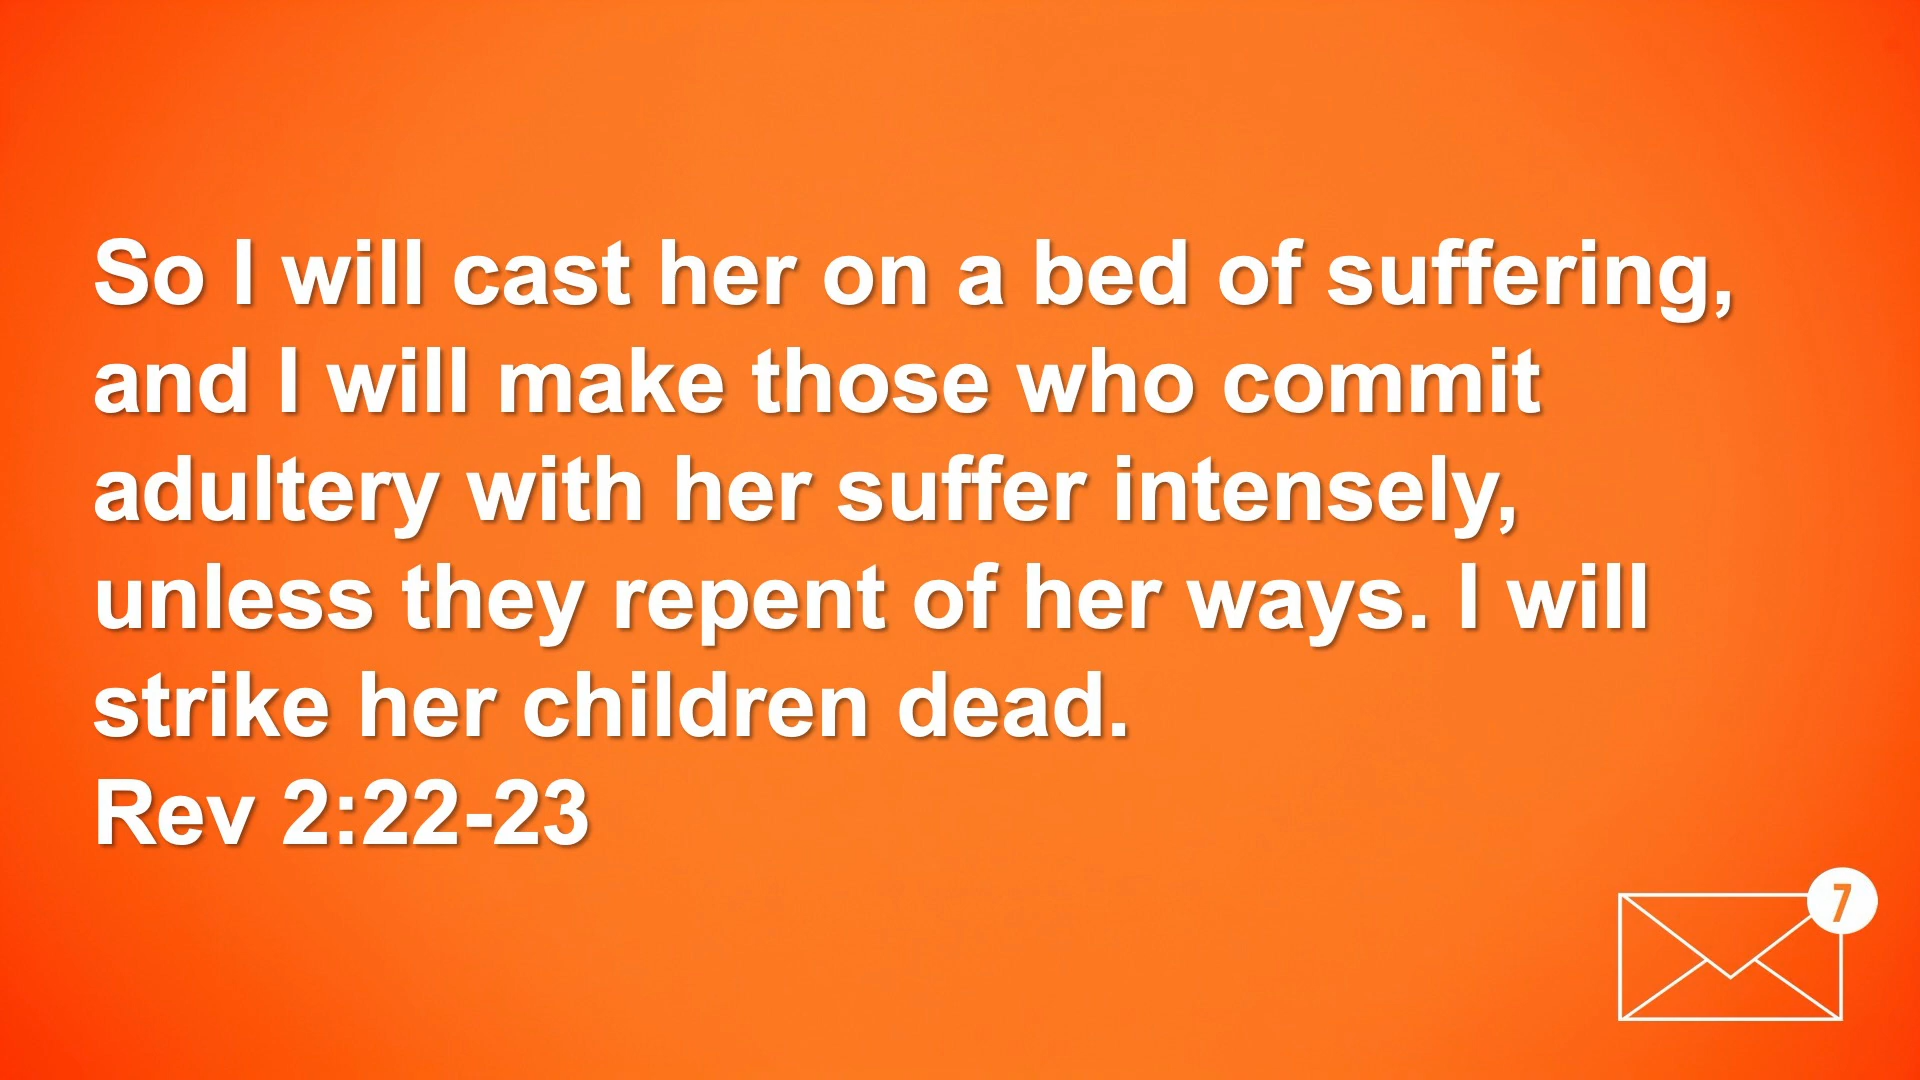 So I will cast her on a bed of suffering,
and I will make those who commit
adultery with her suffer intensely,
unless they repent of her ways. I will
strike her children dead.
Rev 2:22-23
7